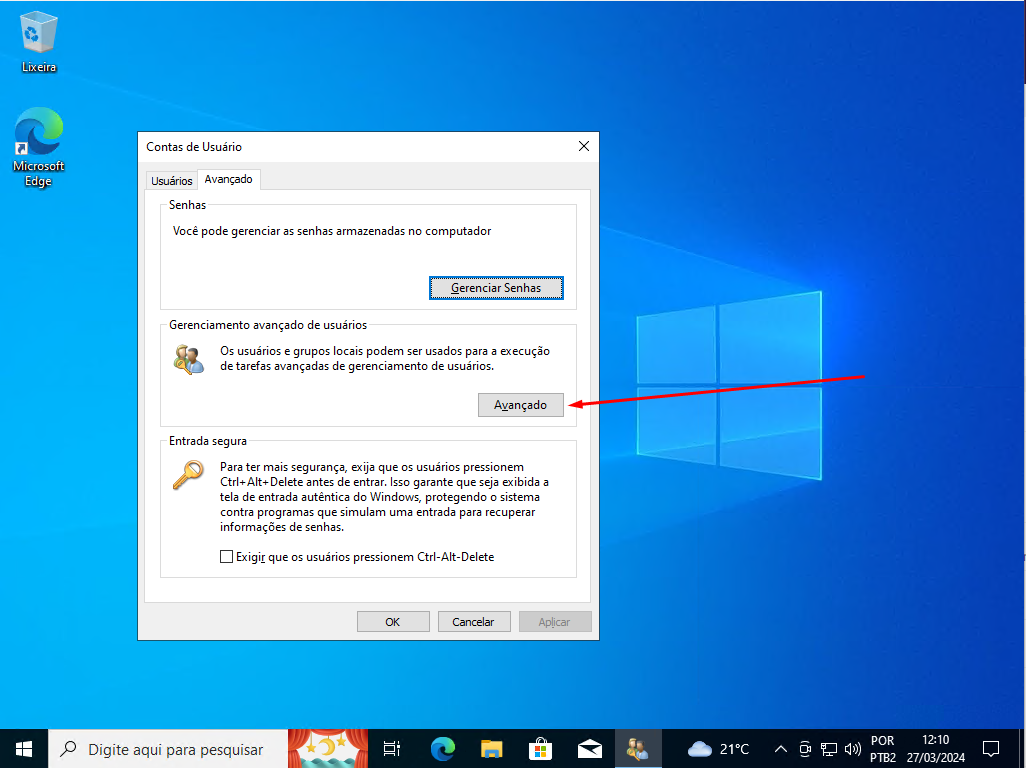 Lixeira
Microsoft
Edge
Contas de Usuário
Usuários
Avançado
Senhas
Você pode gerenciar as senhas armazenadas no computador
Gerenciar Senhas
Gerenciamento avançado de usuários
Os usuários e grupos locais podem ser usados para a execução
de tarefas avançadas de gerenciamento de usuários.
Avançado
Entrada segura
Para ter mais segurança, exija que os usuários pressionem
Ctrl+Alt+Delete antes de entrar. Isso garante que seja exibida a
tela de entrada autêntica do Windows, protegendo o sistema
contra programas que simulam uma entrada para recuperar
informações de senhas.
Exigir que os usuários pressionem Ctrl-Alt-Delete
OK
Cancelar
Aplicar
Digite aqui para pesquisar
21°C
POR
PTB2
12:10
27/03/2024